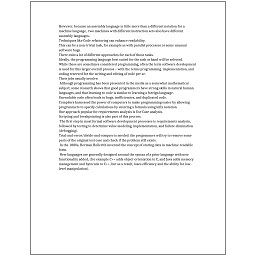 However, because an assembly language is little more than a different notation for a
machine language, two machines with different instruction sets also have different
assembly languages.
Techniques like Code refactoring can enhance readability.
This can be a non-trivial task, for example as with parallel processes or some unusual
software bugs.
There exist a lot of different approaches for each of those tasks.
Ideally, the programming language best suited for the task at hand will be selected.
While these are sometimes considered programming, often the term software development
is used for this larger overall process – with the terms programming, implementation, and
coding reserved for the writing and editing of code per se.
Their jobs usually involve:
Although programming has been presented in the media as a somewhat mathematical
subject, some research shows that good programmers have strong skills in natural human
languages, and that learning to code is similar to learning a foreign language.
Unreadable code often leads to bugs, inefficiencies, and duplicated code.
Compilers harnessed the power of computers to make programming easier by allowing
programmers to specify calculations by entering a formula using infix notation.
One approach popular for requirements analysis is Use Case analysis.
Scripting and breakpointing is also part of this process.
The first step in most formal software development processes is requirements analysis,
followed by testing to determine value modeling, implementation, and failure elimination
(debugging).
Trial-and-error/divide-and-conquer is needed: the programmer will try to remove some
parts of the original test case and check if the problem still exists.
In the 1880s, Herman Hollerith invented the concept of storing data in machine-readable
form.
New languages are generally designed around the syntax of a prior language with new
functionality added, (for example C++ adds object-orientation to C, and Java adds memory
management and bytecode to C++, but as a result, loses efficiency and the ability for low-
level manipulation).